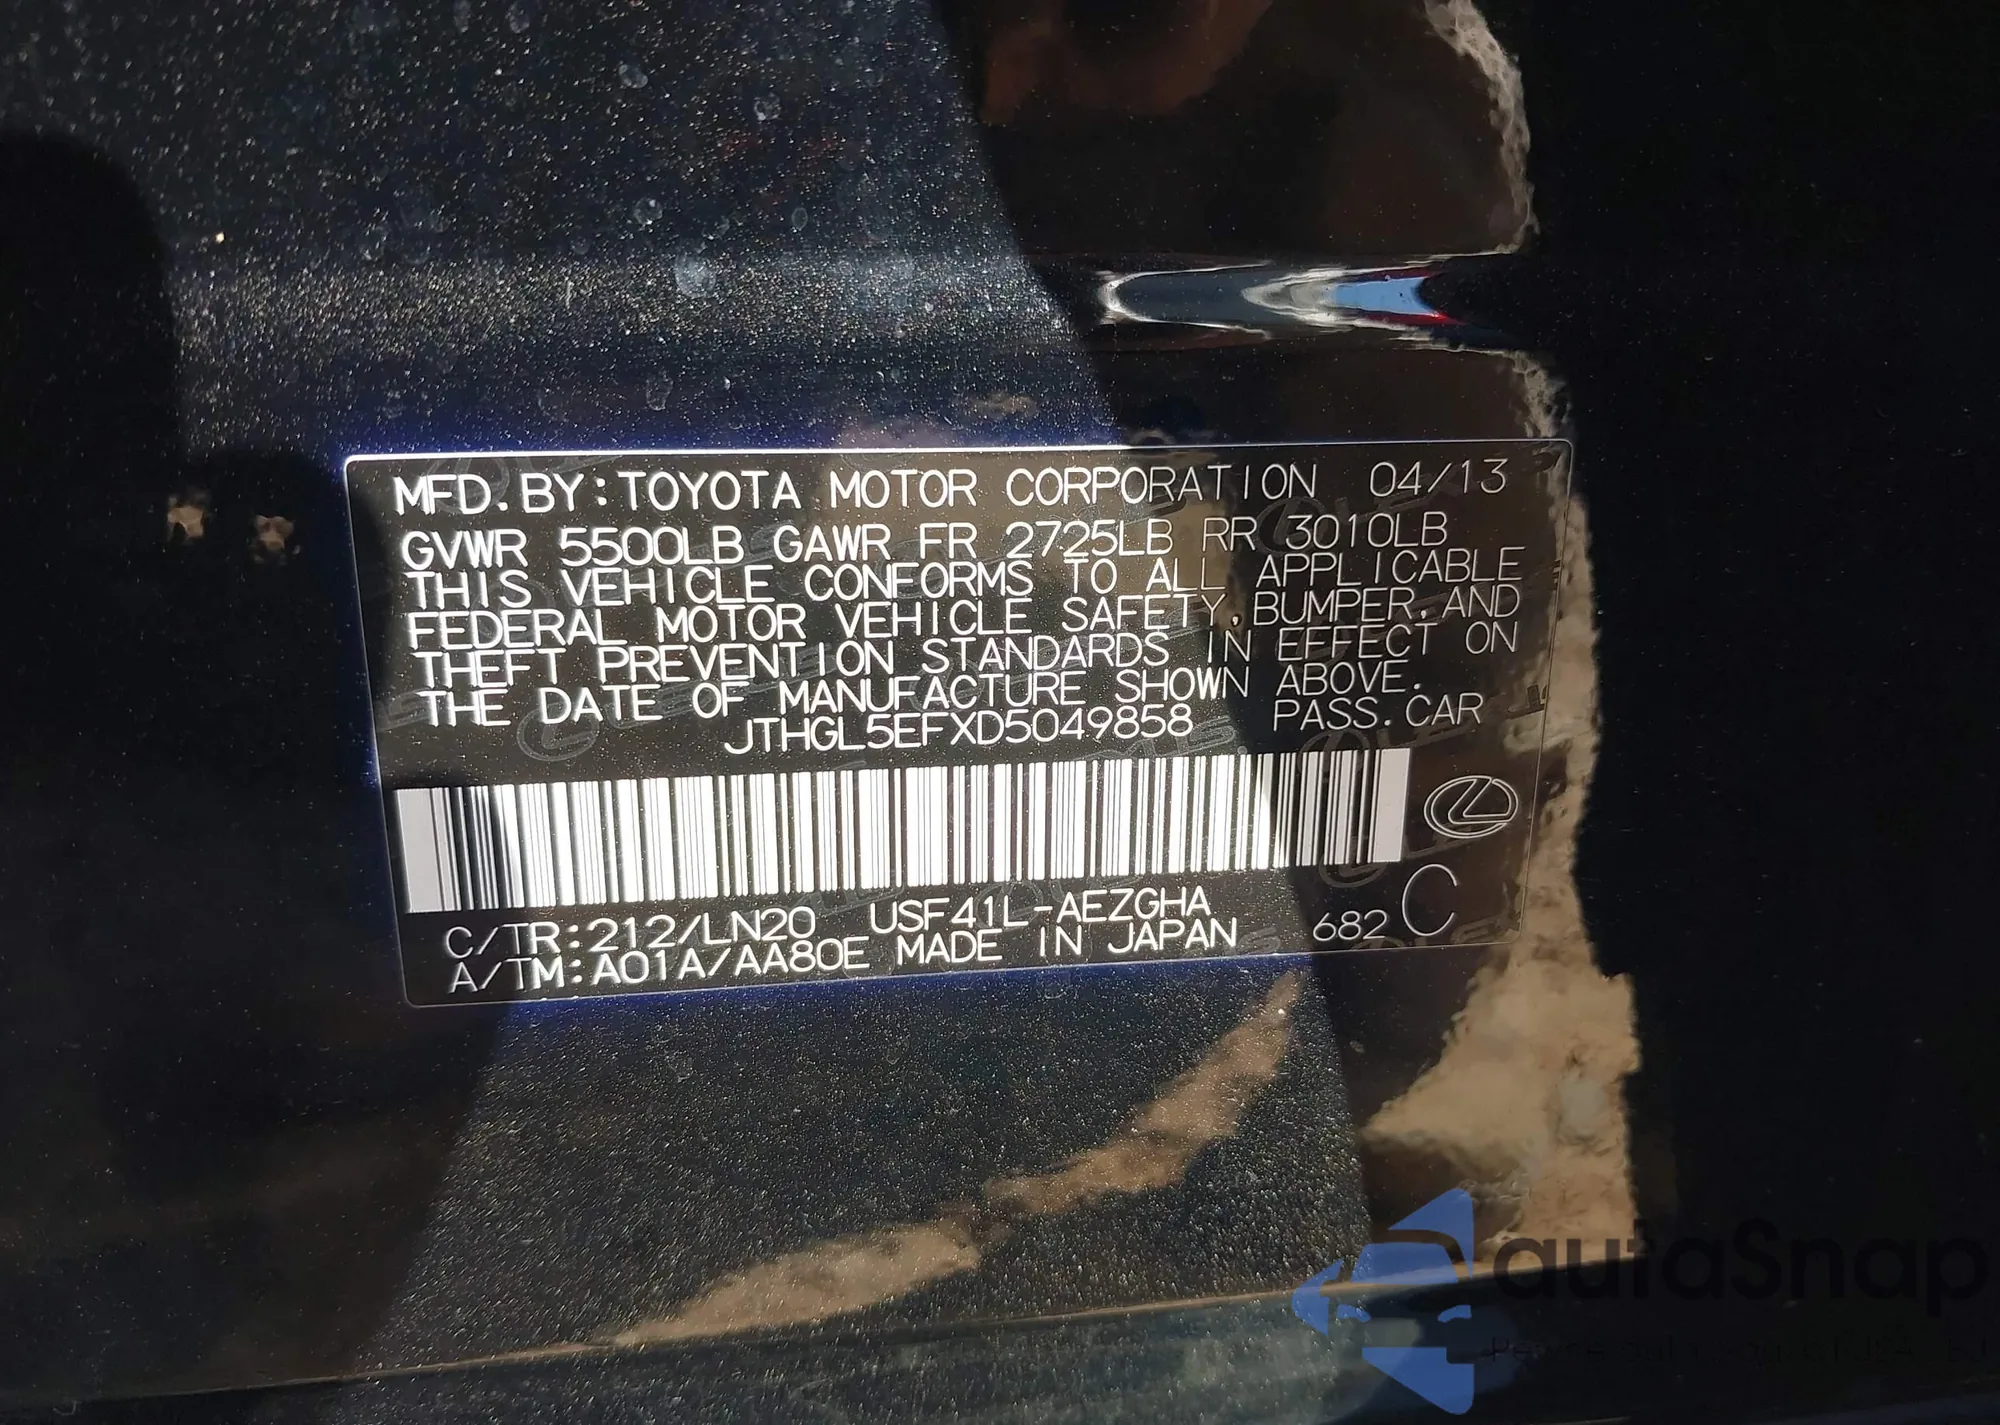 MFD. BY: TOYOTA MOTOR CORPORATION 04/13
GVWR 5500LB GAWR FR 2725LB RR 3010LB
THIS VEHICLE CONFORMS TO ALL APPLICABLE
FEDERAL MOTOR VEHICLE SAFETY, BUMPER, AND
THEFT PREVENTION STANDARDS IN EFFECT ON
THE DATE OF MANUFACTURE SHOWN ABOVE.
JTHGL5EFXD5049858 PASS. CAR
C/TR: 212/LN20 USF41L-AEZGHA
A/TM: A01A/AA80E MADE IN JAPAN 682 C
autaSnap